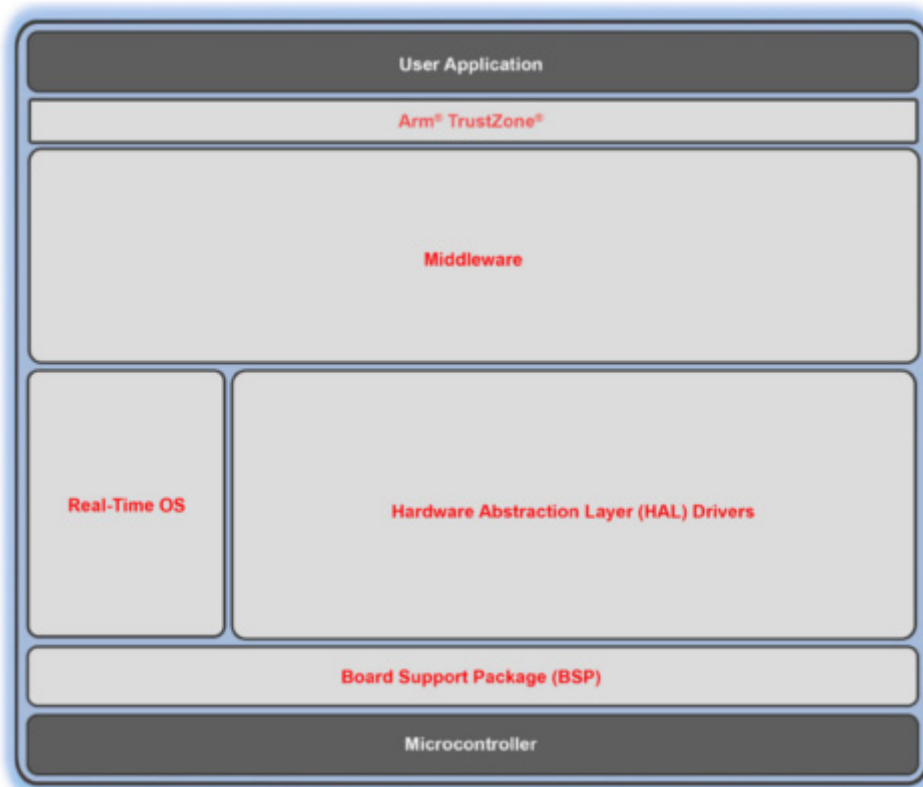 User Application
Arm® TrustZone®
Middleware
Real-Time OS
Hardware Abstraction Layer (HAL) Drivers
Board Support Package (BSP)
Microcontroller